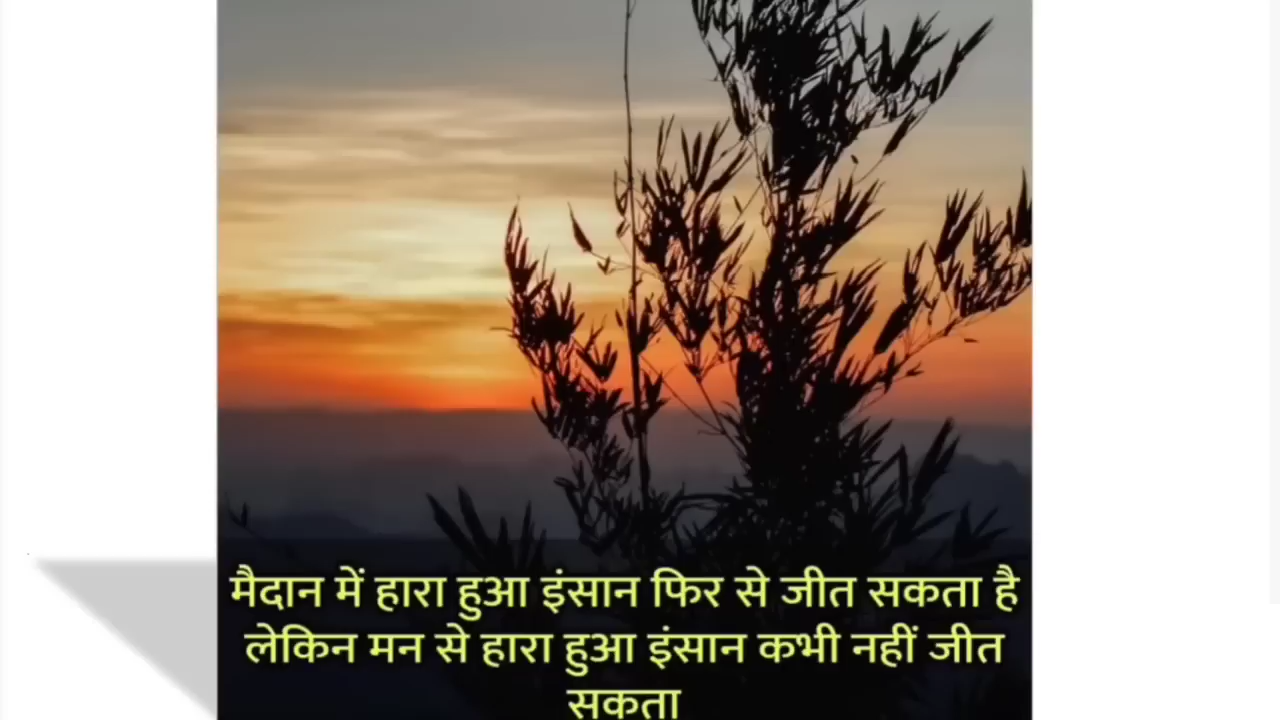 मैदान में हारा हुआ इंसान फिर से जीत सकता है
लेकिन मन से हारा हुआ इंसान कभी नहीं जीत
सकता